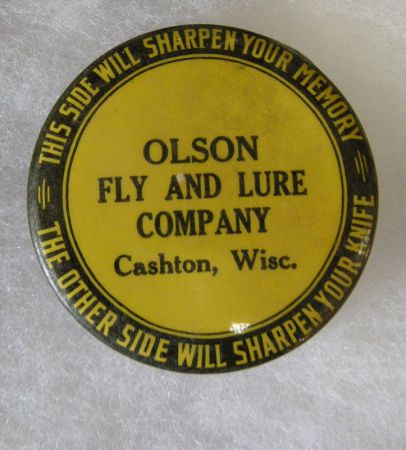 THIS SIDE WILL SHARPEN YOUR MEMORY
OLSON
FLY AND LURE
COMPANY
Cashton, Wisc.
THE OTHER SIDE WILL SHARPEN YOUR KNIFE